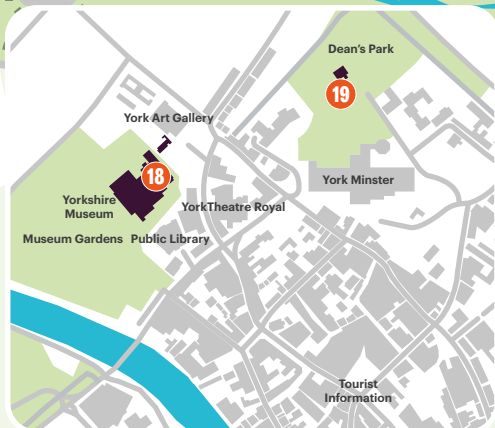 Dean's Park
19
York Art Gallery
18
York Minster
Yorkshire
Museum
YorkTheatre Royal
Museum Gardens
Public Library
Tourist
Information